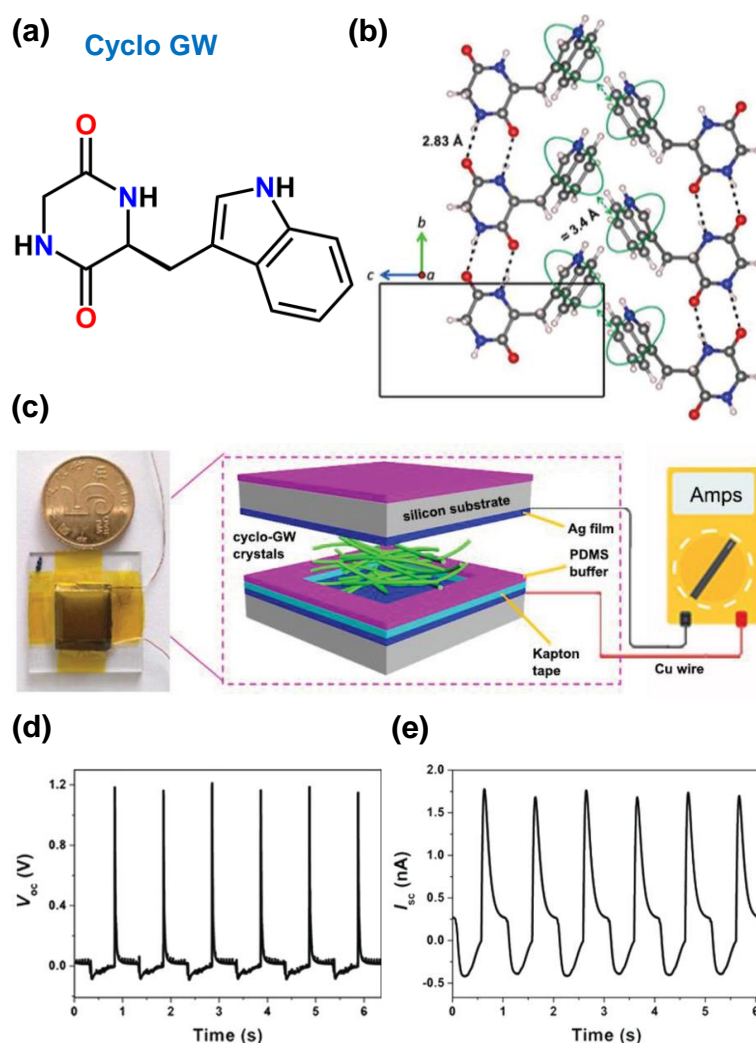 (a)
Cyclo GW
O
NH
HN
O
NH
(b)
2.83 Å
≈ 3.4 Å
b
c
a
(c)
cyclo-GW
crystals
silicon substrate
Ag film
PDMS
buffer
Kapton
tape
Cu wire
Amps
(d)
1.2
0.8
0.4
0.0
Voc (V)
0 1 2 3 4 5 6
Time (s)
(e)
2.0
1.5
1.0
0.5
0.0
-0.5
Isc (nA)
0 1 2 3 4 5 6
Time (s)